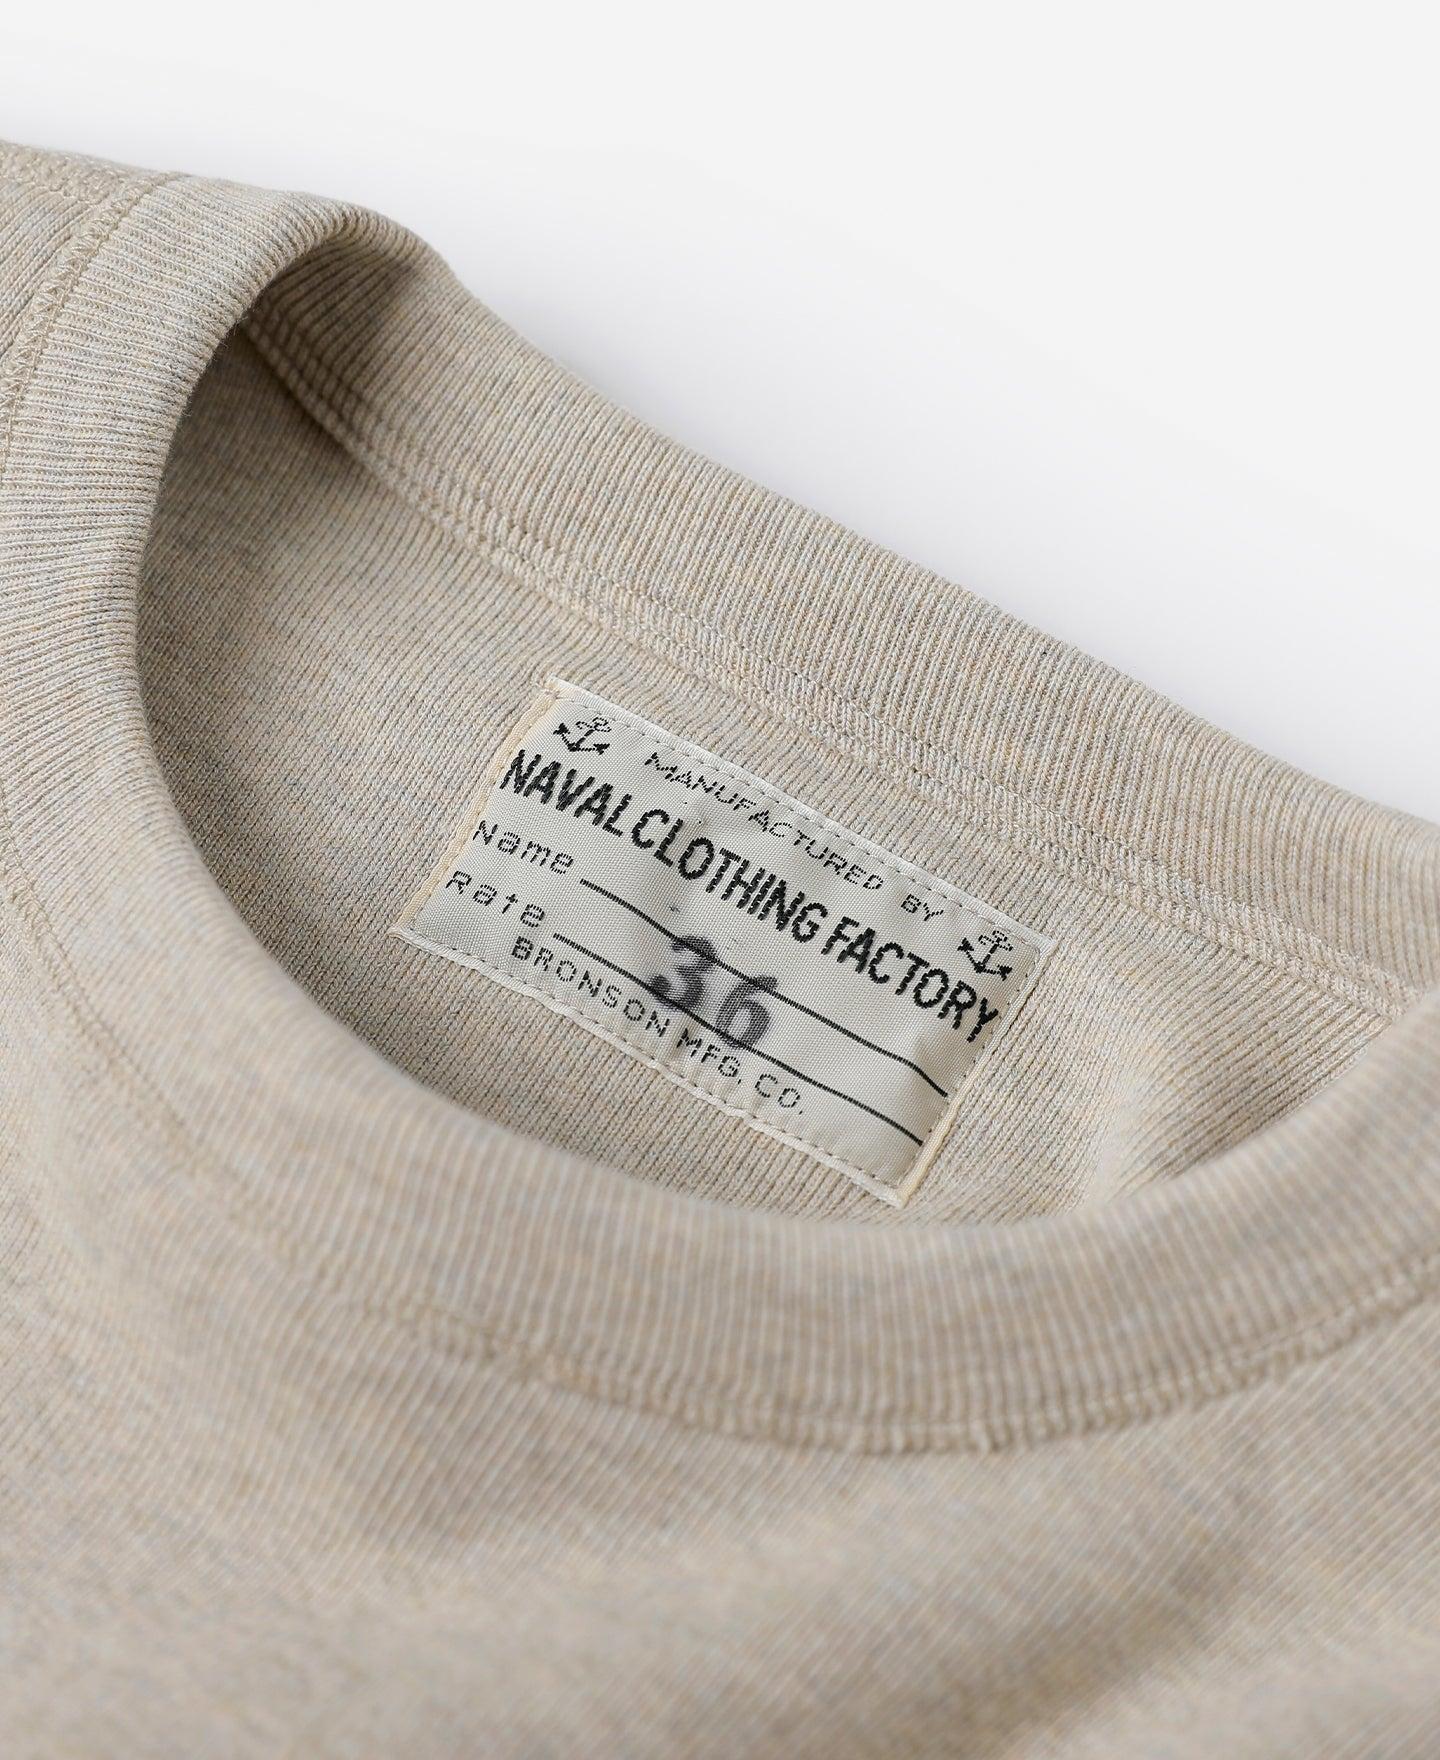 MANUFACTURED BY
NAVAL CLOTHING FACTORY
Name
Rate
36
BRONSON MFG. CO.